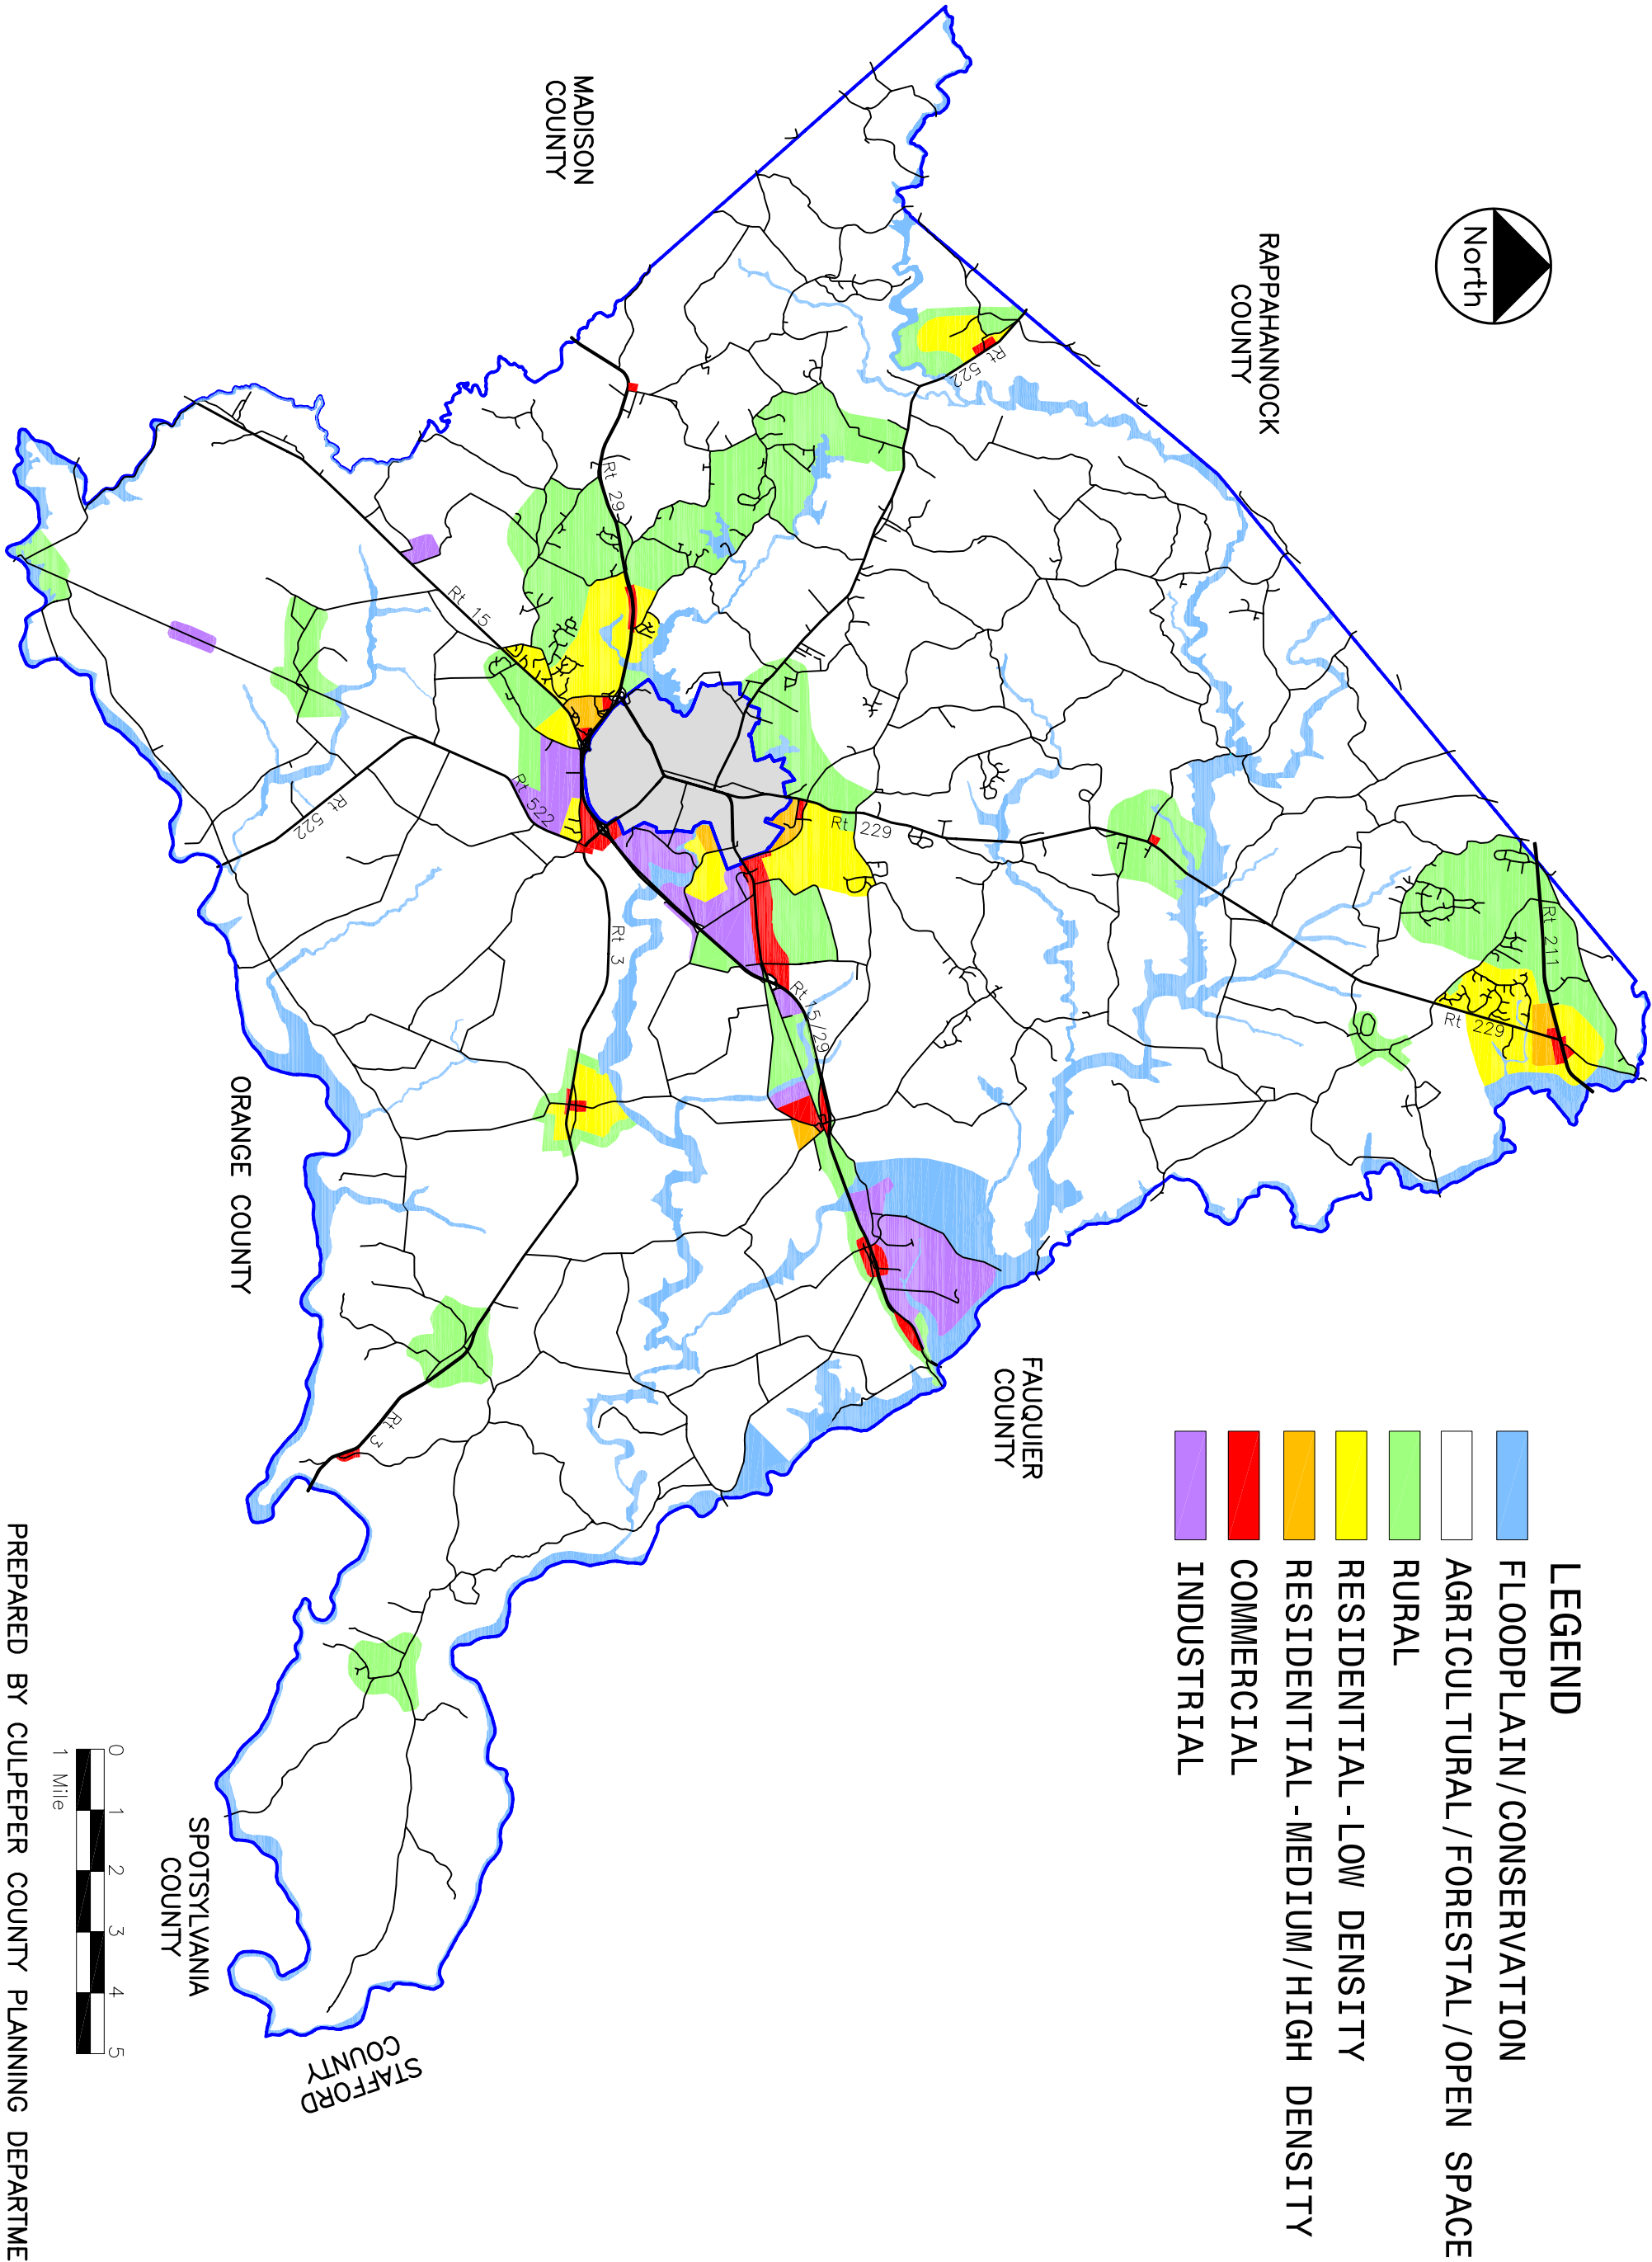 North
RAPPAHANNOCK
COUNTY
MADISON
COUNTY
Rt 522
Rt 29
Rt 15
Rt 522
Rt 522
Rt 229
Rt 211
Rt 229
Rt 3
Rt 15/29
Rt 3
ORANGE COUNTY
FAUQUIER
COUNTY
SPOTSYLVANIA
COUNTY
STAFFORD
COUNTY
LEGEND
FLOODPLAIN/CONSERVATION
AGRICULTURAL/FORESTAL/OPEN SPACE
RURAL
RESIDENTIAL-LOW DENSITY
RESIDENTIAL-MEDIUM/HIGH DENSITY
COMMERCIAL
INDUSTRIAL
0 1 2 3 4 5
1 Mile
PREPARED BY CULPEPER COUNTY PLANNING DEPARTME